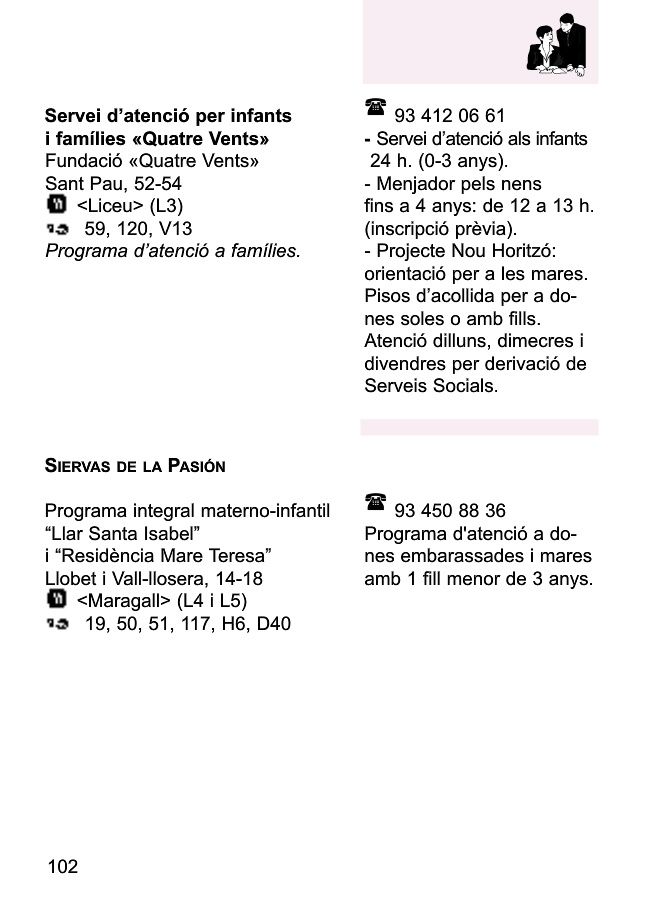 Servei d’atenció per infants
i famílies «Quatre Vents»
Fundació «Quatre Vents»
Sant Pau, 52-54
<Liceu> (L3)
59, 120, V13
Programa d’atenció a famílies.
93 412 06 61
- Servei d’atenció als infants
24 h. (0-3 anys).
- Menjador pels nens
fins a 4 anys: de 12 a 13 h.
(inscripció prèvia).
- Projecte Nou Horitzó:
orientació per a les mares.
Pisos d’acollida per a do-
nes soles o amb fills.
Atenció dilluns, dimecres i
divendres per derivació de
Serveis Socials.
SIERVAS DE LA PASIÓN
Programa integral materno-infantil
“Llar Santa Isabel”
i “Residència Mare Teresa”
Llobet i Vall-llosera, 14-18
<Maragall> (L4 i L5)
19, 50, 51, 117, H6, D40
93 450 88 36
Programa d'atenció a do-
nes embarassades i mares
amb 1 fill menor de 3 anys.
102